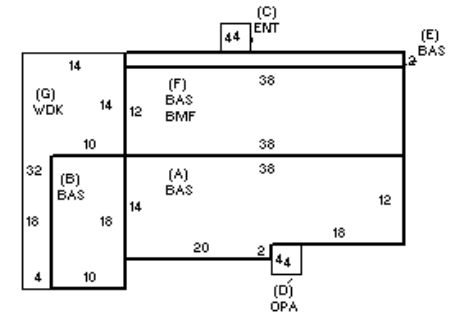 (C)
ENT
44
(E)
BAS
2
14
38
(G)
WDK
(F)
BAS
BMF
14
12
10
38
38
32
(B)
BAS
(A)
BAS
18
18
14
12
18
20
2
44
4
10
(D)
OPA